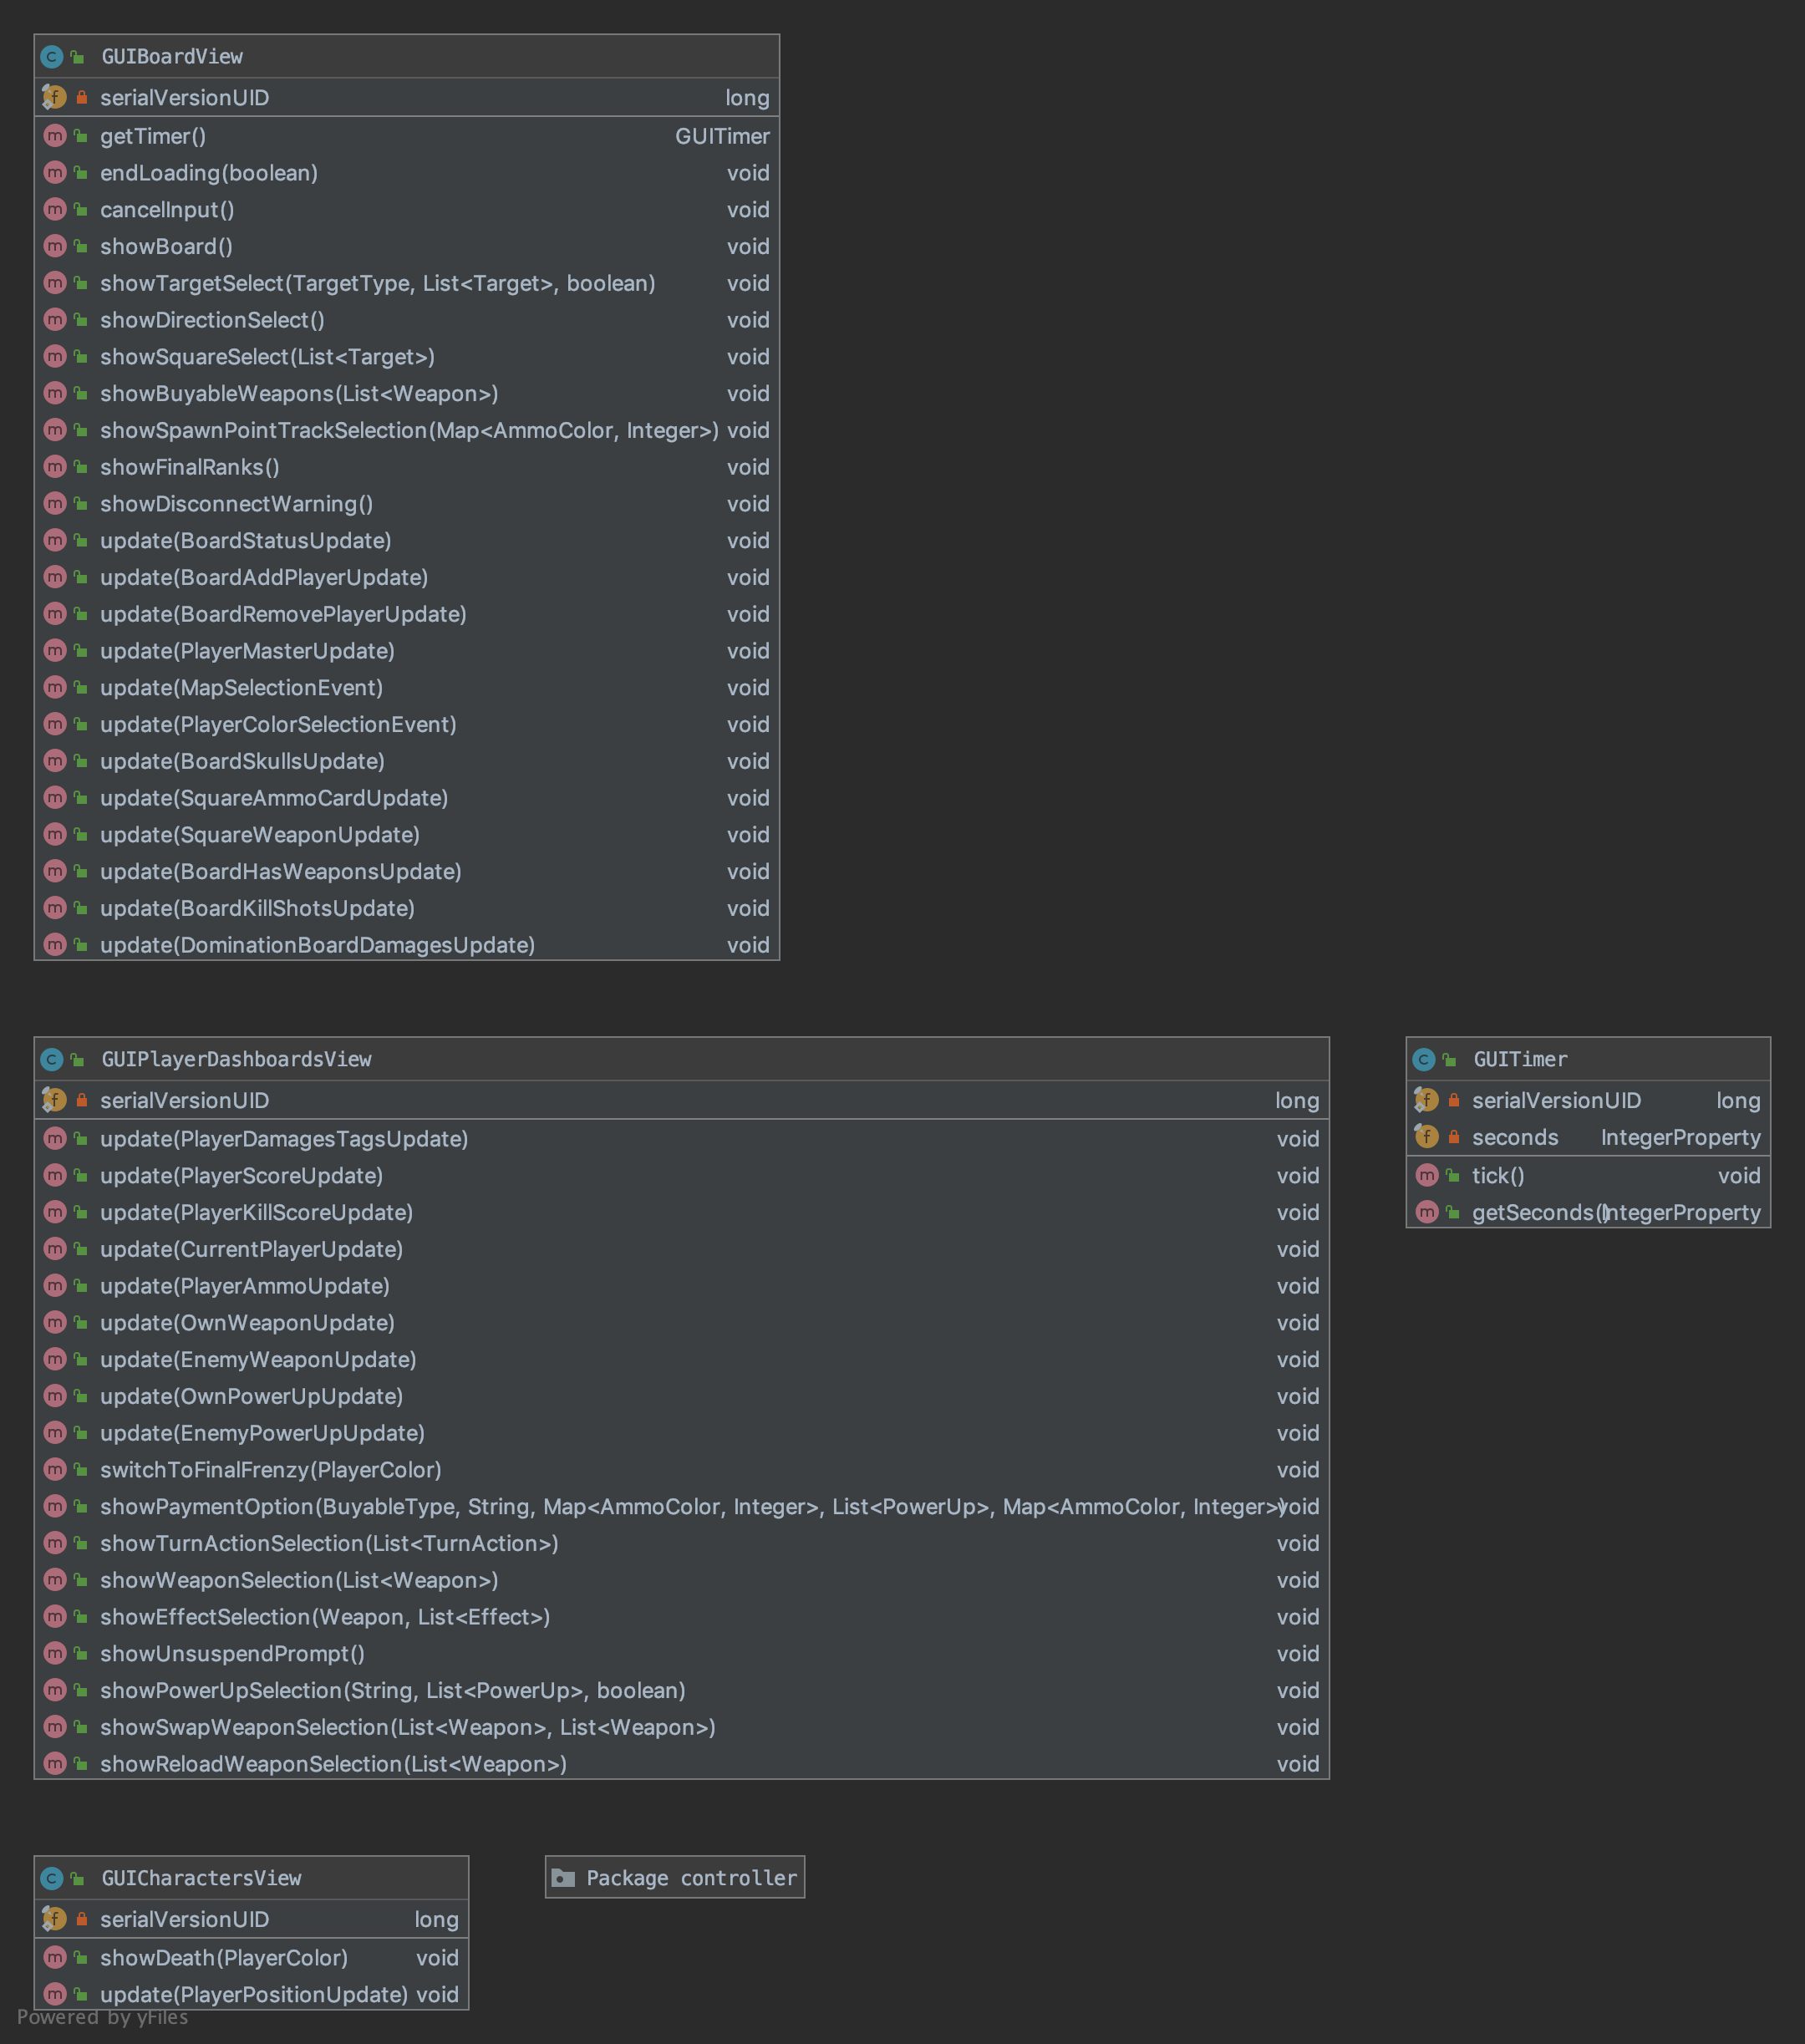 GUIBoardView
serialVersionUID long
getTimer() GUITimer
endLoading(boolean) void
cancelInput() void
showBoard() void
showTargetSelect(TargetType, List<Target>, boolean) void
showDirectionSelect() void
showSquareSelect(List<Target>) void
showBuyableWeapons(List<Weapon>) void
showSpawnPointTrackSelection(Map<AmmoColor, Integer>) void
showFinalRanks() void
showDisconnectWarning() void
update(BoardStatusUpdate) void
update(BoardAddPlayerUpdate) void
update(BoardRemovePlayerUpdate) void
update(PlayerMasterUpdate) void
update(MapSelectionEvent) void
update(PlayerColorSelectionEvent) void
update(BoardSkullsUpdate) void
update(SquareAmmoCardUpdate) void
update(SquareWeaponUpdate) void
update(BoardHasWeaponsUpdate) void
update(BoardKillShotsUpdate) void
update(DominationBoardDamagesUpdate) void
GUIPlayerDashboardsView
serialVersionUID long
update(PlayerDamagesTagsUpdate) void
update(PlayerScoreUpdate) void
update(PlayerKillScoreUpdate) void
update(CurrentPlayerUpdate) void
update(PlayerAmmoUpdate) void
update(OwnWeaponUpdate) void
update(EnemyWeaponUpdate) void
update(OwnPowerUpUpdate) void
update(EnemyPowerUpUpdate) void
switchToFinalFrenzy(PlayerColor) void
showPaymentOption(BuyableType, String, Map<AmmoColor, Integer>, List<PowerUp>, Map<AmmoColor, Integer>) void
showTurnActionSelection(List<TurnAction>) void
showWeaponSelection(List<Weapon>) void
showEffectSelection(Weapon, List<Effect>) void
showUnsuspendPrompt() void
showPowerUpSelection(String, List<PowerUp>, boolean) void
showSwapWeaponSelection(List<Weapon>, List<Weapon>) void
showReloadWeaponSelection(List<Weapon>) void
GUITimer
serialVersionUID long
seconds IntegerProperty
tick() void
getSeconds() IntegerProperty
GUICharactersView
serialVersionUID long
showDeath(PlayerColor) void
update(PlayerPositionUpdate) void
Package controller
Powered by yFiles